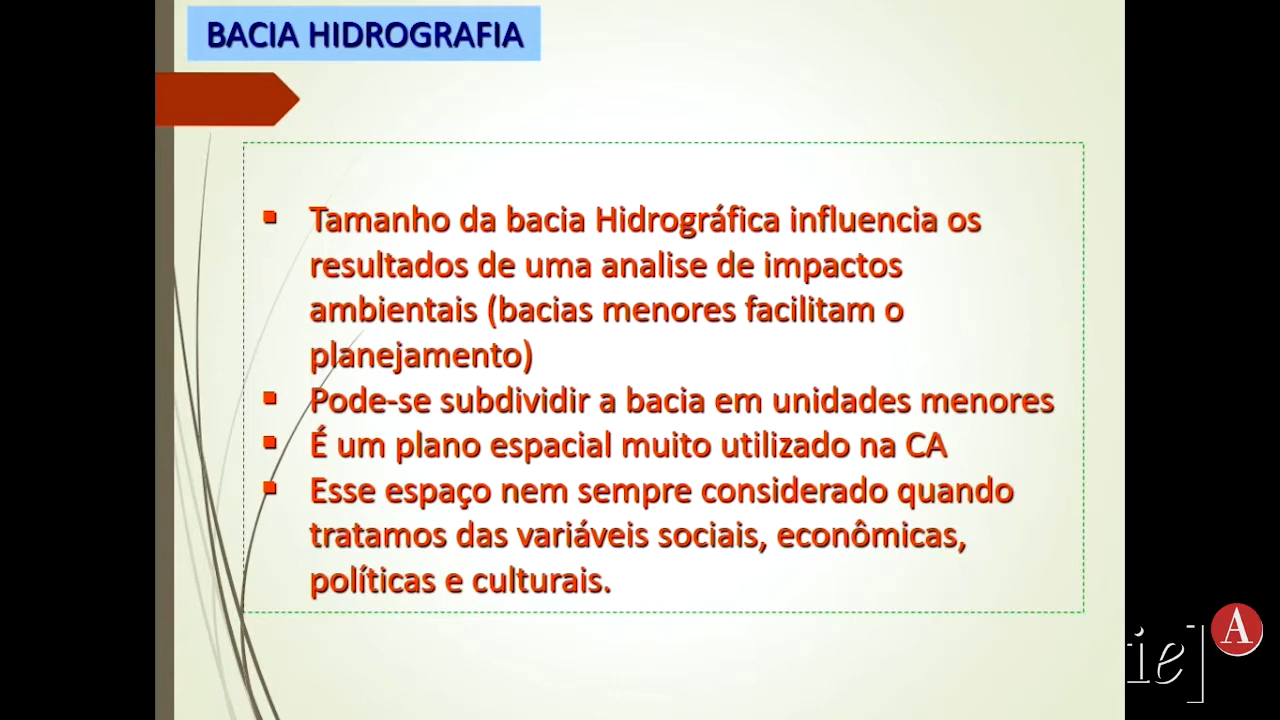 BACIA HIDROGRAFIA
▪ Tamanho da bacia Hidrográfica influencia os
resultados de uma analise de impactos
ambientais (bacias menores facilitam o
planejamento)
▪ Pode-se subdividir a bacia em unidades menores
▪ É um plano espacial muito utilizado na CA
▪ Esse espaço nem sempre considerado quando
tratamos das variáveis sociais, econômicas,
políticas e culturais.
A
ie]